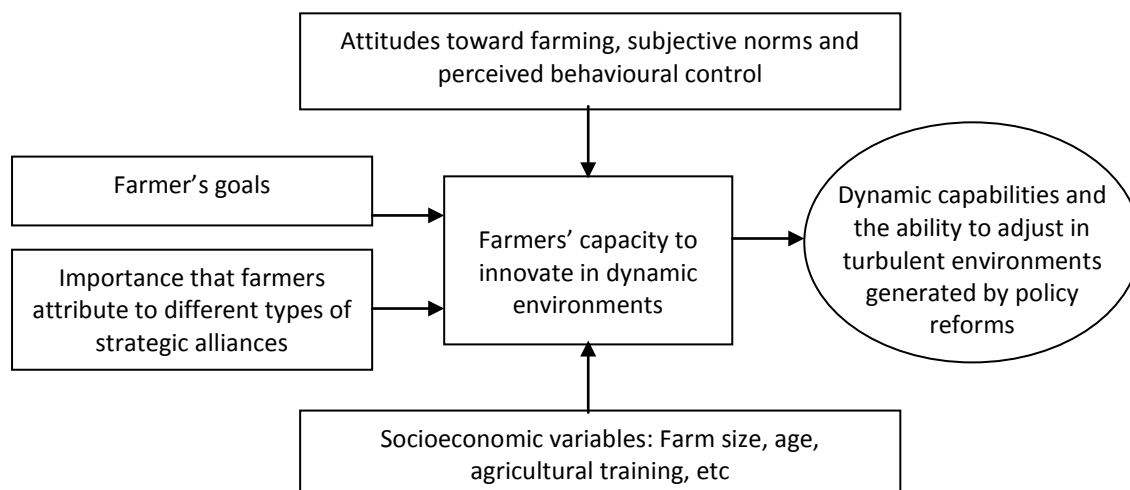 Attitudes toward farming, subjective norms and
perceived behavioural control
Farmer’s goals
Importance that farmers
attribute to different types of
strategic alliances
Farmers’ capacity to
innovate in dynamic
environments
Dynamic capabilities and
the ability to adjust in
turbulent environments
generated by policy
reforms
Socioeconomic variables: Farm size, age,
agricultural training, etc